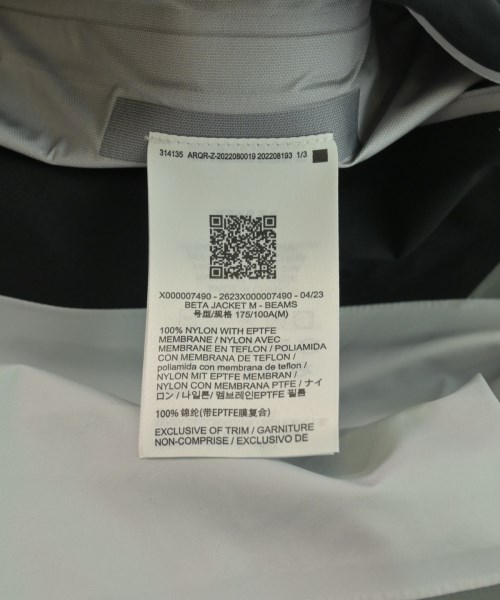 314135 ARQR-Z-2022080019 202208193 1/3
X000007490 - 2623X000007490 - 04/23
BETA JACKET M - BEAMS
号型/规格 175/100A(M)
100% NYLON WITH EPTFE
MEMBRANE / NYLON AVEC
MEMBRANE EN TEFLON / POLIAMIDA
CON MEMBRANA DE TEFLON /
poliamida con membrana de teflon /
NYLON MIT EPTFE MEMBRAN /
NYLON CON MEMBRANA PTFE / ナイ
ロン / 나일론/ 멤브레인EPTFE 필름
100% 锦纶(带EPTFE膜复合)
EXCLUSIVE OF TRIM / GARNITURE
NON-COMPRISE / EXCLUSIVO DE